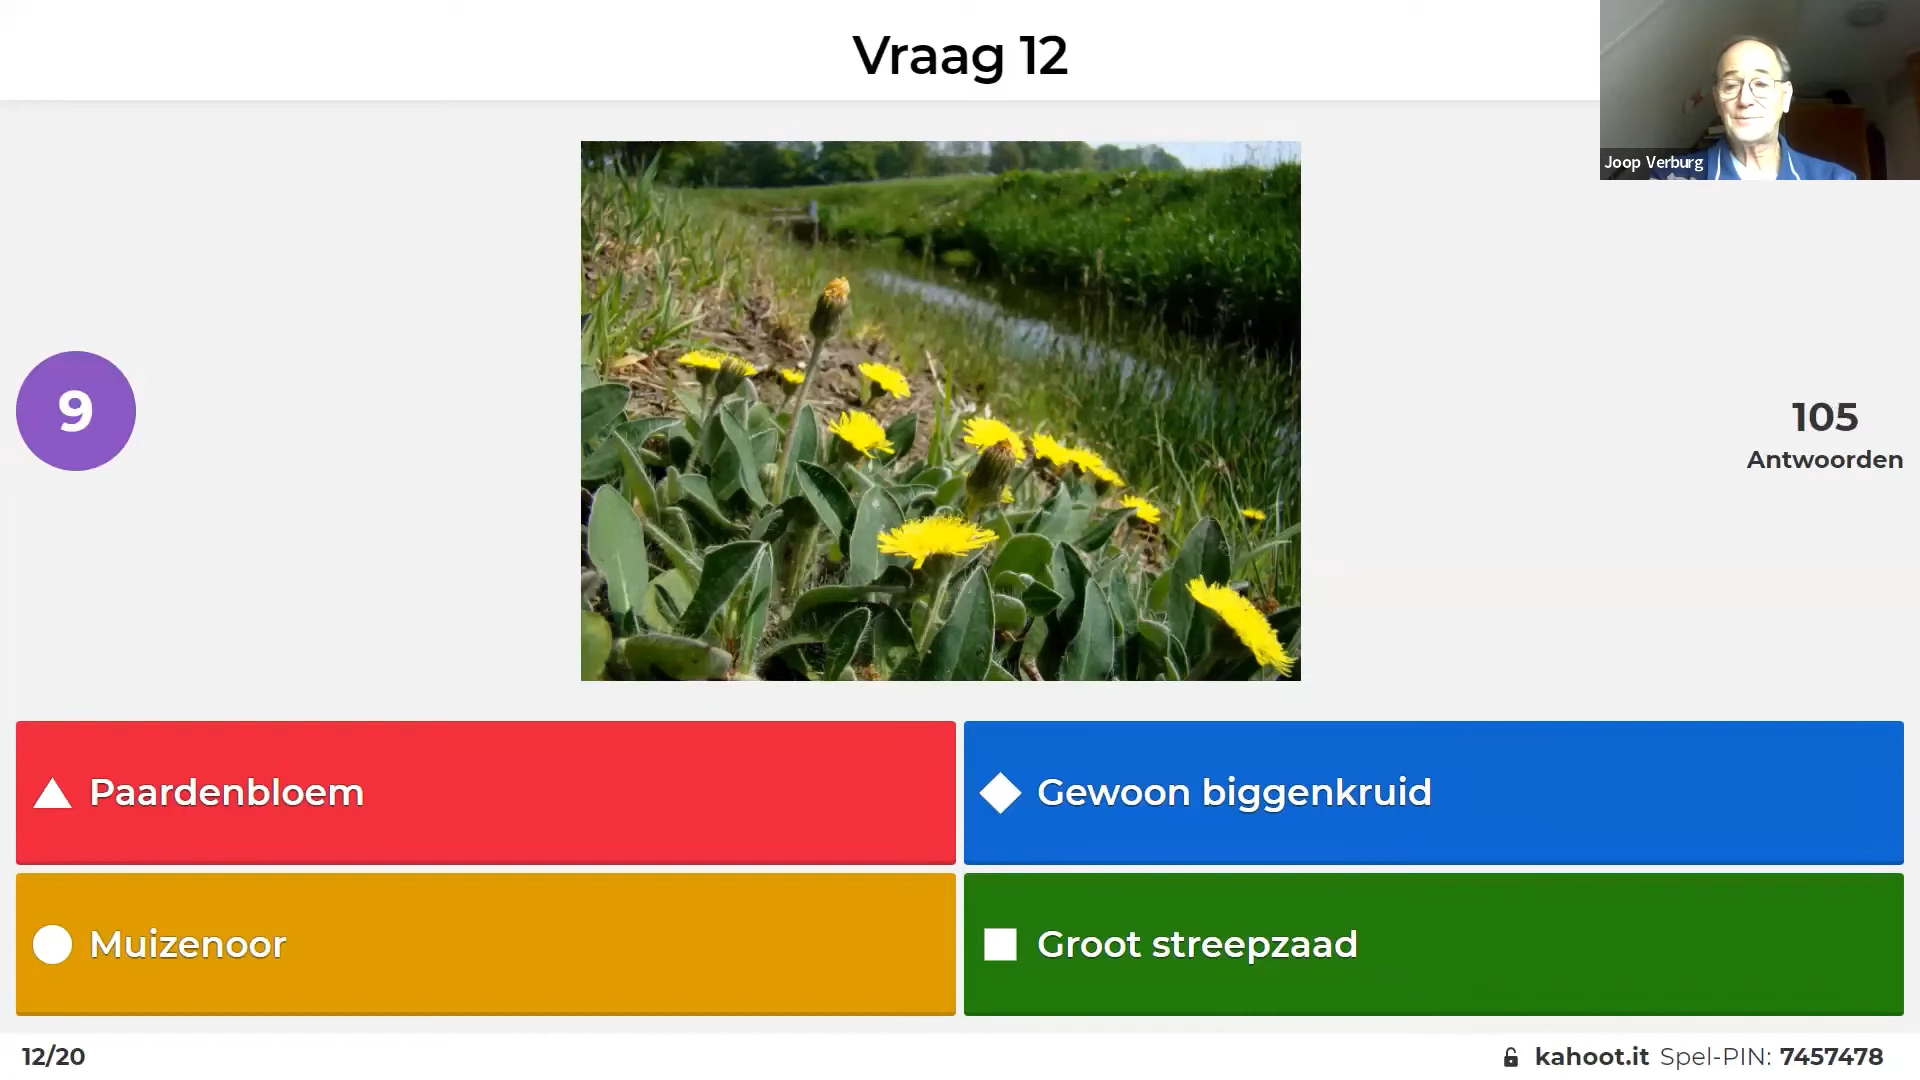 Vraag 12
Joop Verburg
9
105
Antwoorden
Paardenbloem
Gewoon biggenkruid
Muizenoor
Groot streepzaad
12/20
kahoot.it Spel-PIN: 7457478